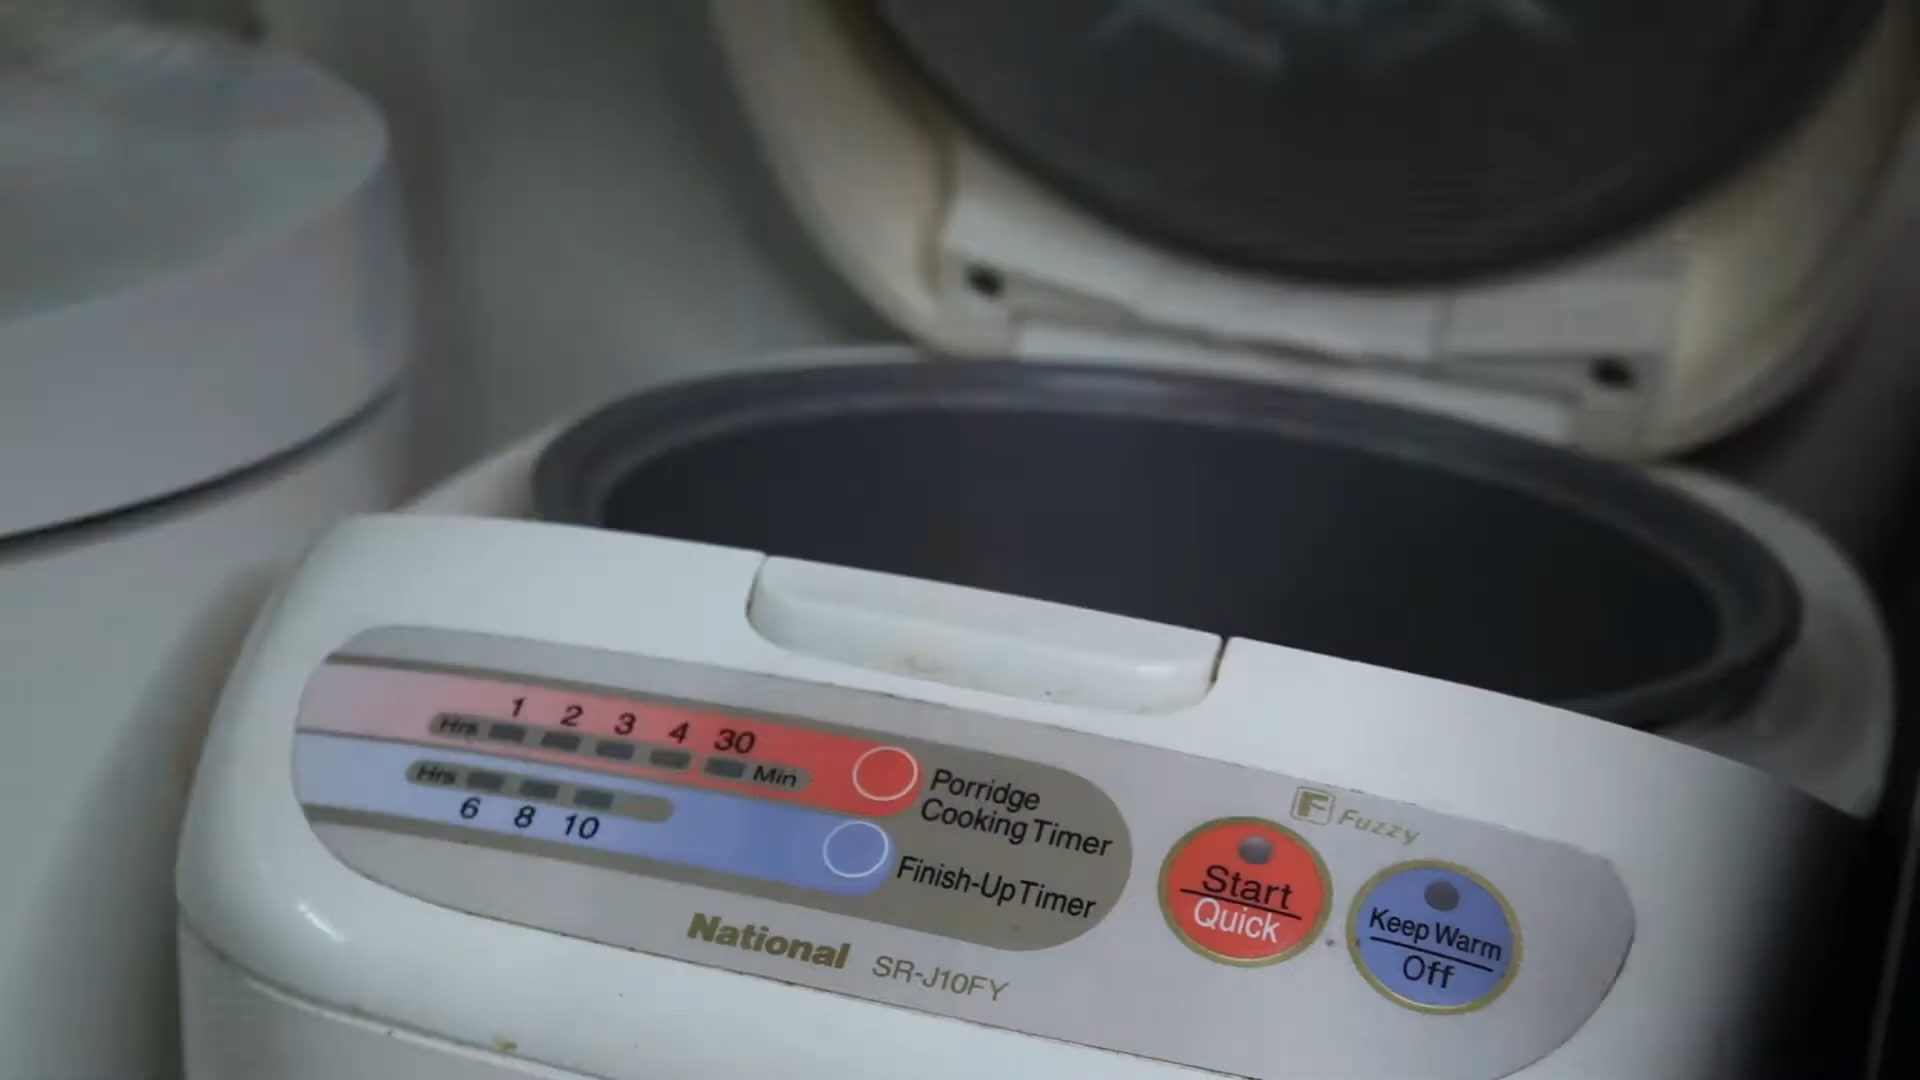 1 2 3 4 30
Hrs Min
Hrs
6 8 10
Porridge
Cooking Timer
Finish-Up Timer
National SR-J10FY
F Fuzzy
Start
Quick
Keep Warm
Off